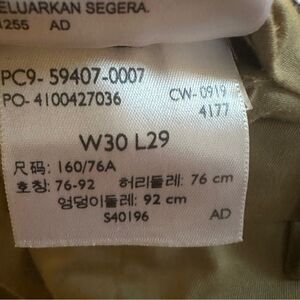 ELUARKAN SEGERA.
1255 AD
PC9- 59407-0007
PO- 4100427036 CW-0919
4177
W30 L29
尺码: 160/76A
호칭: 76-92 허리둘레: 76 cm
엉덩이둘레: 92 cm
S40196 AD